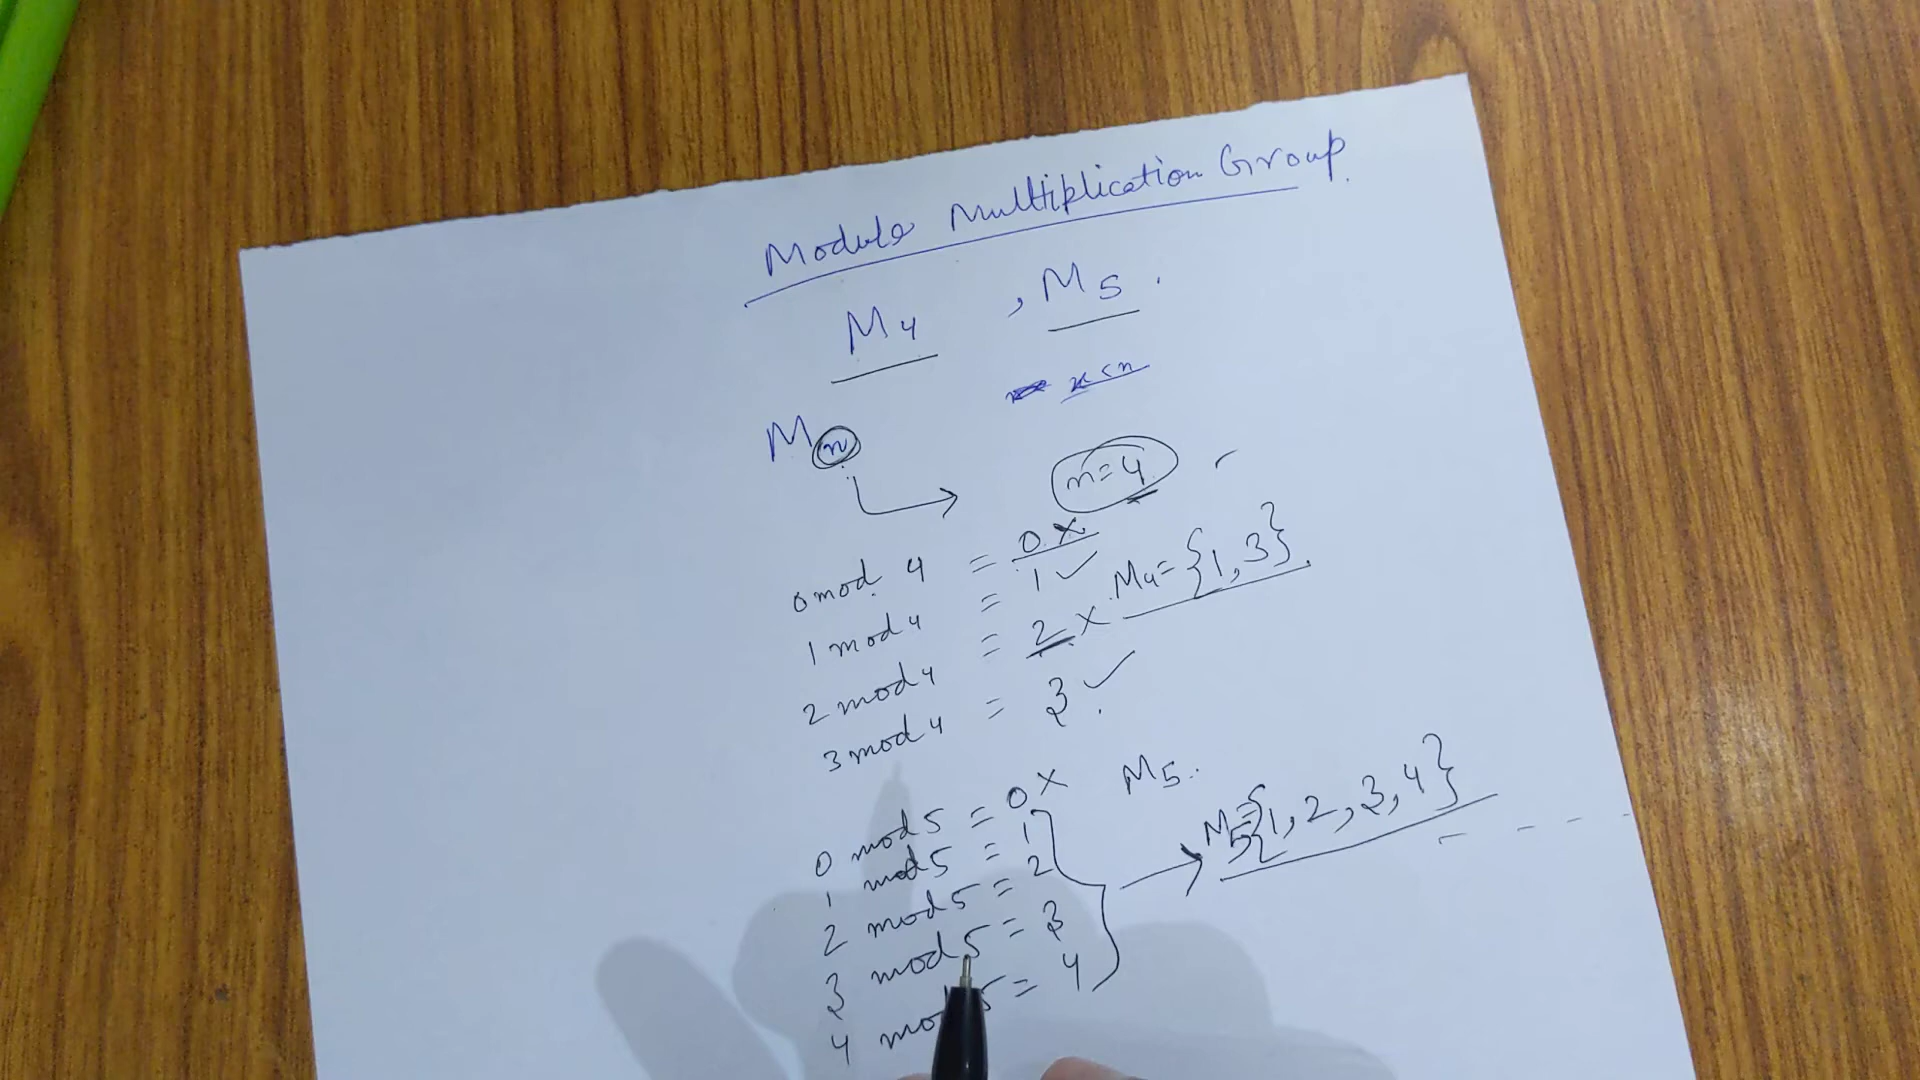 Modulo Multiplication Group.
M4 , M5 .
x<n
Mn
n=4
0 mod 4 = 0 ×
1 mod 4 = 1 ✓
M4 = {1, 3}.
2 mod 4 = 2 ×
3 mod 4 = 3 ✓
M5.
0 mod 5 = 0 ×
1 mod 5 = 1
2 mod 5 = 2
3 mod 5 = 3
4 mod 5 = 4
M5={1, 2, 3, 4}